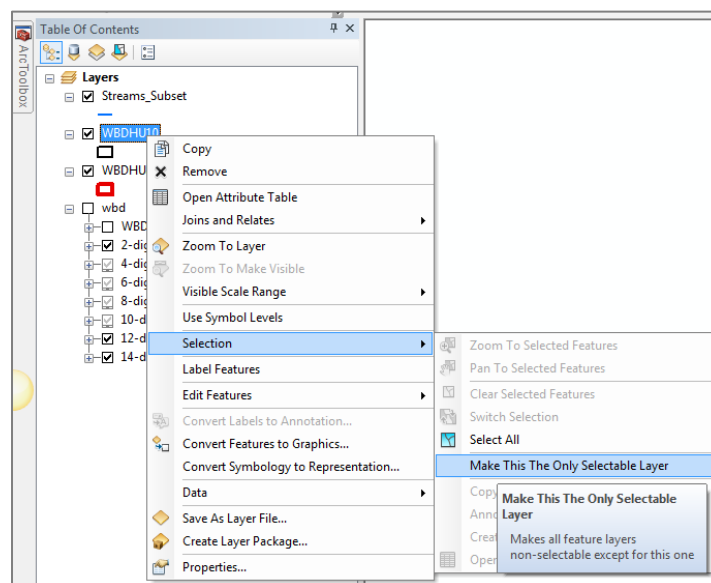 Table Of Contents
ArcToolbox
Layers
Streams_Subset
WBDHU10
WBDHU
wbd
WBD
2-dig
4-dig
6-dig
8-dig
10-d
12-d
14-d
Copy
Remove
Open Attribute Table
Joins and Relates
Zoom To Layer
Zoom To Make Visible
Visible Scale Range
Use Symbol Levels
Selection
Label Features
Edit Features
Convert Labels to Annotation...
Convert Features to Graphics...
Convert Symbology to Representation...
Data
Save As Layer File...
Create Layer Package...
Properties...
Zoom To Selected Features
Pan To Selected Features
Clear Selected Features
Switch Selection
Select All
Make This The Only Selectable Layer
Copy
Anno
Creat
Open
Make This The Only Selectable
Layer
Makes all feature layers
non-selectable except for this one